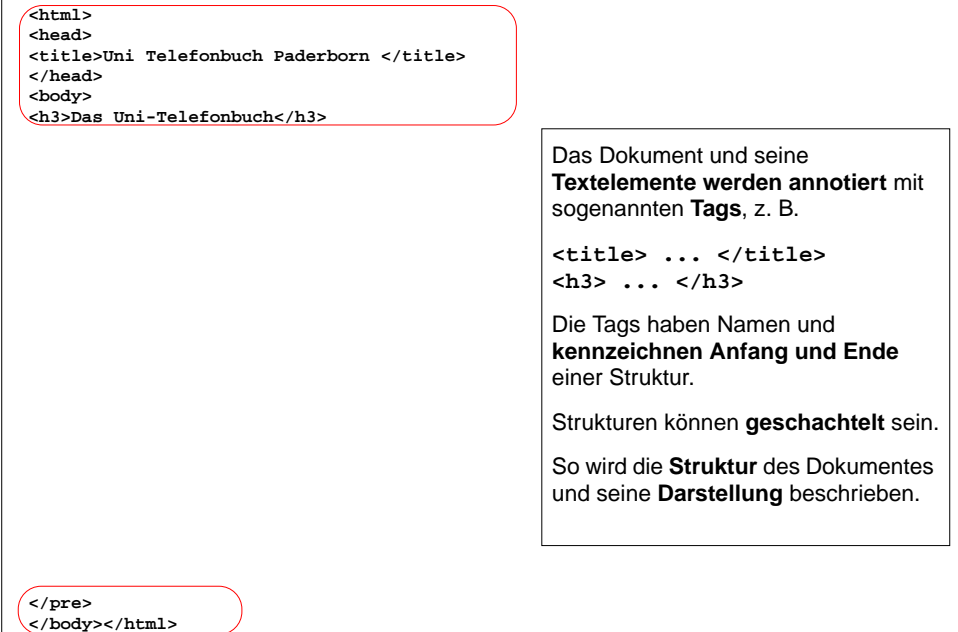 <html>
<head>
<title>Uni Telefonbuch Paderborn </title>
</head>
<body>
<h3>Das Uni-Telefonbuch</h3>
Das Dokument und seine
Textelemente werden annotiert mit
sogenannten Tags, z. B.
<title> ... </title>
<h3> ... </h3>
Die Tags haben Namen und
kennzeichnen Anfang und Ende
einer Struktur.
Strukturen können geschachtelt sein.
So wird die Struktur des Dokumentes
und seine Darstellung beschrieben.
</pre>
</body></html>